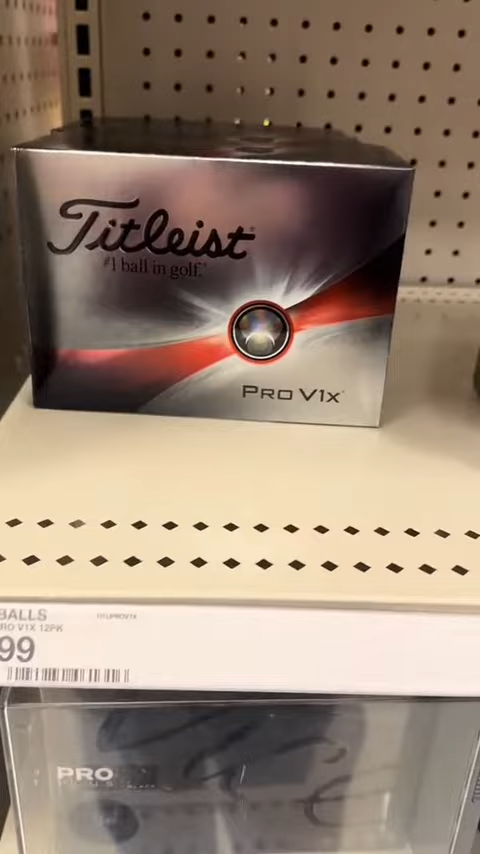 Titleist
#1 ball in golf.
PRO V1x
BALLS
RO V1X 12PK
99
PRO